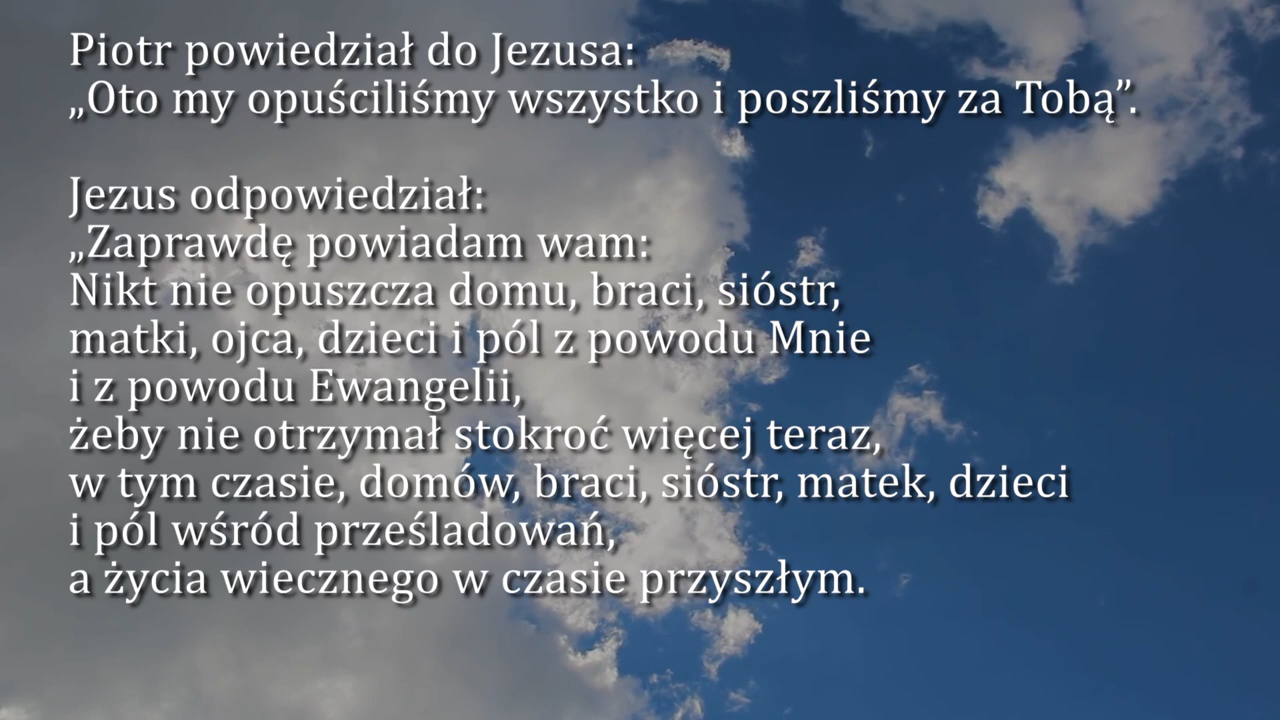 Piotr powiedział do Jezusa:
„Oto my opuściliśmy wszystko i poszliśmy za Tobą”.
Jezus odpowiedział:
„Zaprawdę powiadam wam:
Nikt nie opuszcza domu, braci, sióstr,
matki, ojca, dzieci i pól z powodu Mnie
i z powodu Ewangelii,
żeby nie otrzymał stokroć więcej teraz,
w tym czasie, domów, braci, sióstr, matek, dzieci
i pól wśród prześladowań,
a życia wiecznego w czasie przyszłym.